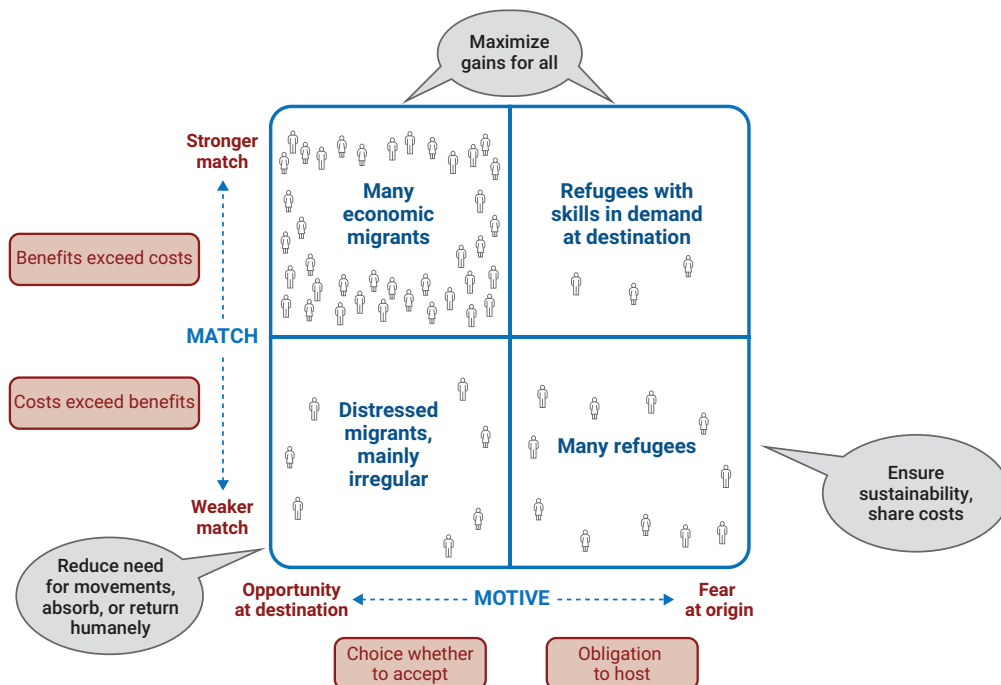 Maximize
gains for all
Stronger
match
Many
economic
migrants
Refugees with
skills in demand
at destination
Benefits exceed costs
MATCH
Costs exceed benefits
Distressed
migrants,
mainly
irregular
Many refugees
Ensure
sustainability,
share costs
Weaker
match
Reduce need
for movements,
absorb, or return
humanely
Opportunity
at destination
MOTIVE
Fear
at origin
Choice whether
to accept
Obligation
to host